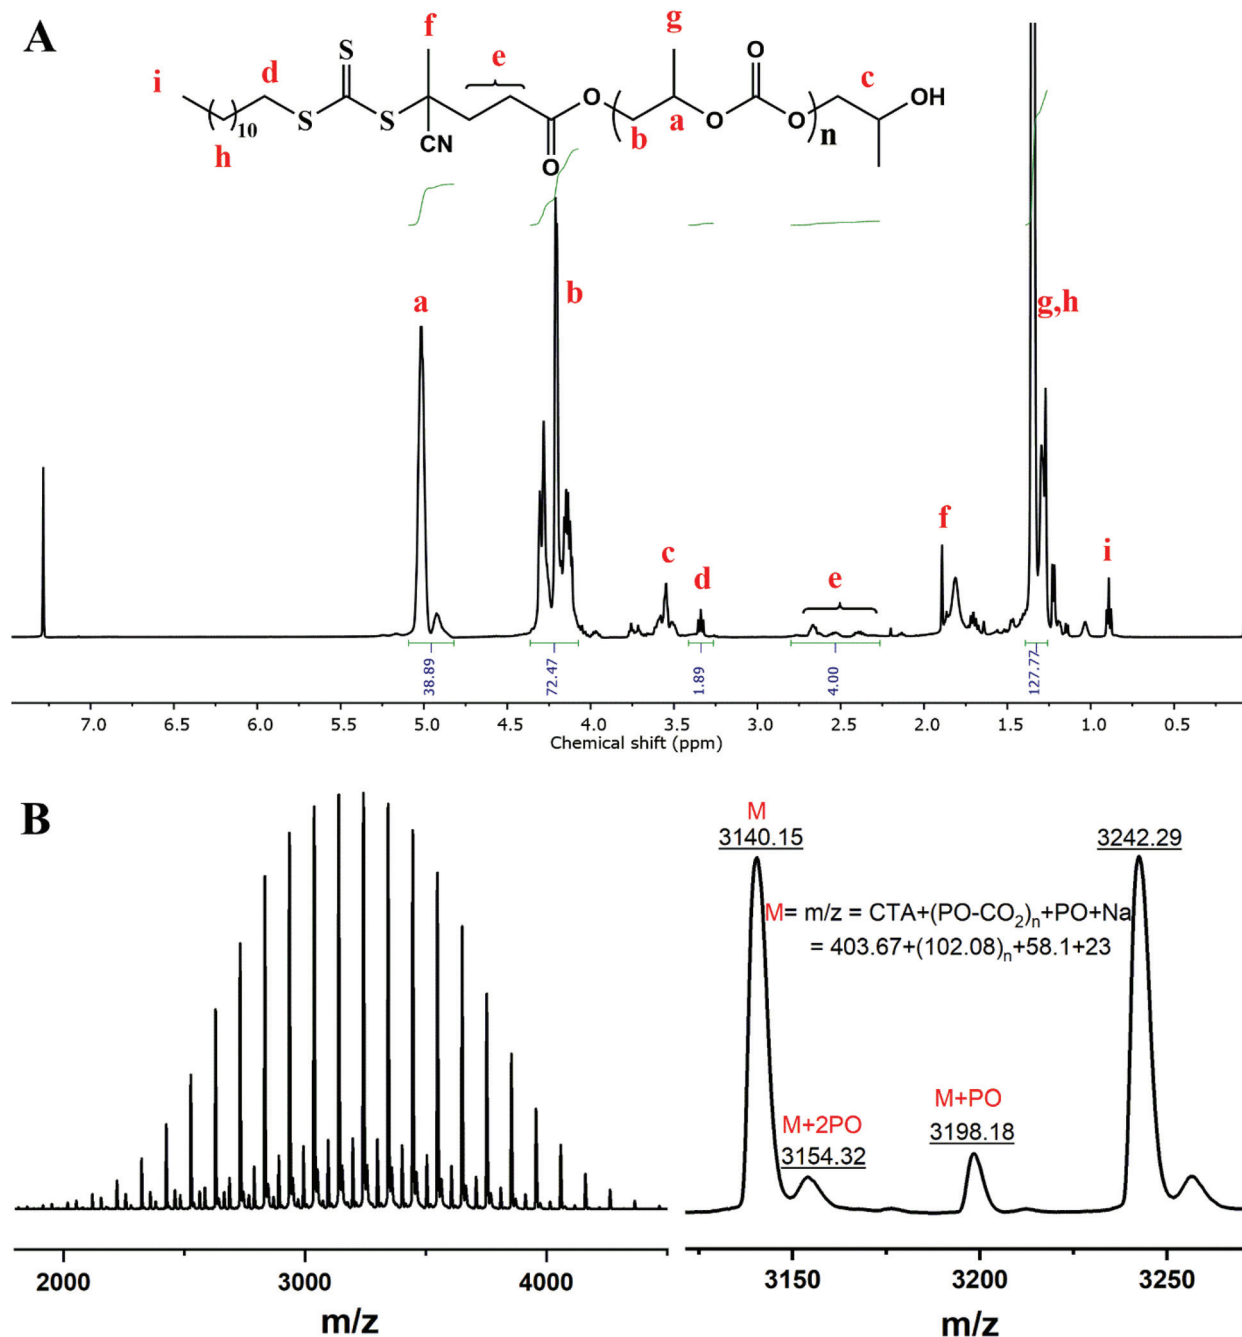 A
f
g
S
e
O
i
d
c
OH
S
S
O
O
O
10
n
CN
a
h
O
b
a
b
g,h
c
d
e
f
i
38.89
72.47
1.89
4.00
127.77
7.0 6.5 6.0 5.5 5.0 4.5 4.0 3.5 3.0 2.5 2.0 1.5 1.0 0.5
Chemical shift (ppm)
B
M
3140.15
3242.29
M= m/z = CTA+(PO-CO₂)ₙ+PO+Na
= 403.67+(102.08)ₙ+58.1+23
M+PO
3198.18
M+2PO
3154.32
2000 3000 4000
m/z
3150 3200 3250
m/z